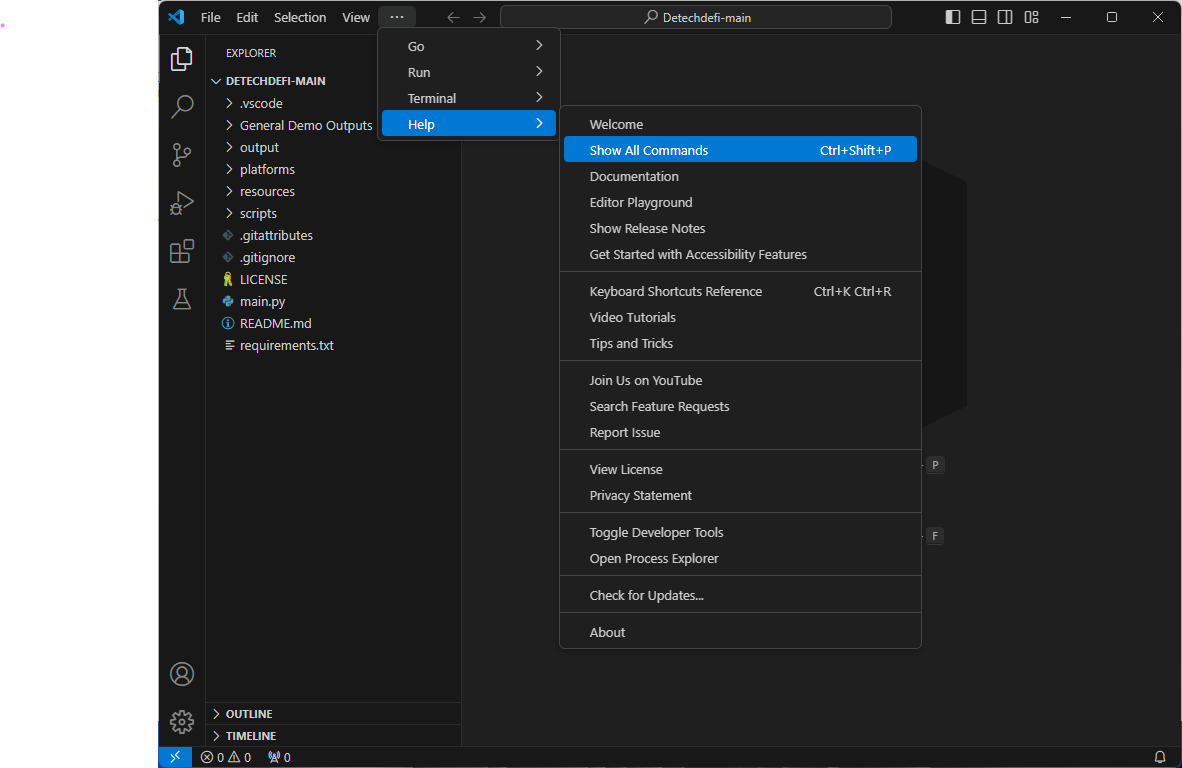 File Edit Selection View ··· Detechdefi-main
EXPLORER
DETECHDEFI-MAIN
.vscode
General Demo Outputs
output
platforms
resources
scripts
.gitattributes
.gitignore
LICENSE
main.py
README.md
requirements.txt
OUTLINE
TIMELINE
Go
Run
Terminal
Help
Welcome
Show All Commands Ctrl+Shift+P
Documentation
Editor Playground
Show Release Notes
Get Started with Accessibility Features
Keyboard Shortcuts Reference Ctrl+K Ctrl+R
Video Tutorials
Tips and Tricks
Join Us on YouTube
Search Feature Requests
Report Issue
View License
Privacy Statement
Toggle Developer Tools
Open Process Explorer
Check for Updates...
About
P
F
0 0 0